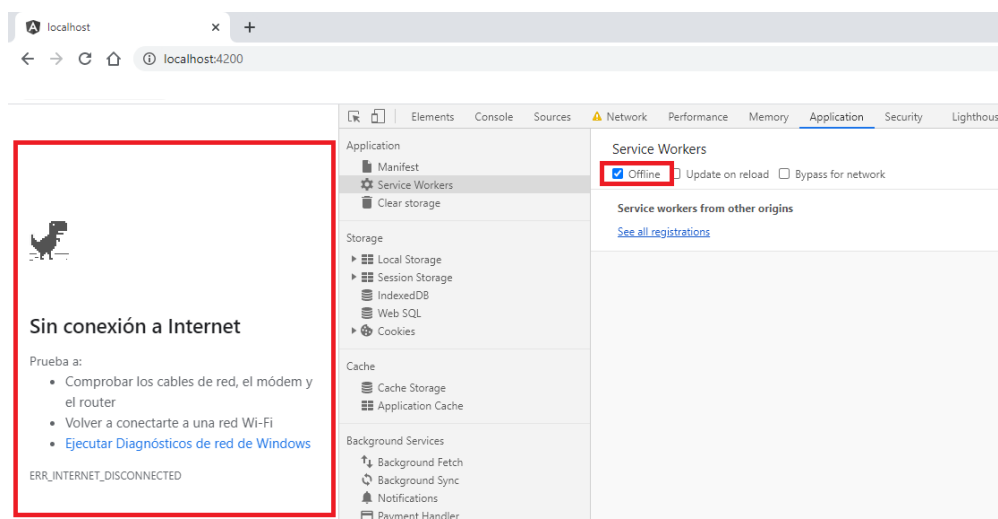 localhost
localhost:4200
Elements Console Sources Network Performance Memory Application Security Lighthous
Sin conexión a Internet
Prueba a:
Comprobar los cables de red, el módem y
el router
Volver a conectarte a una red Wi-Fi
Ejecutar Diagnósticos de red de Windows
ERR_INTERNET_DISCONNECTED
Application
Manifest
Service Workers
Clear storage
Storage
Local Storage
Session Storage
IndexedDB
Web SQL
Cookies
Cache
Cache Storage
Application Cache
Background Services
Background Fetch
Background Sync
Notifications
Payment Handler
Service Workers
Offline Update on reload Bypass for network
Service workers from other origins
See all registrations